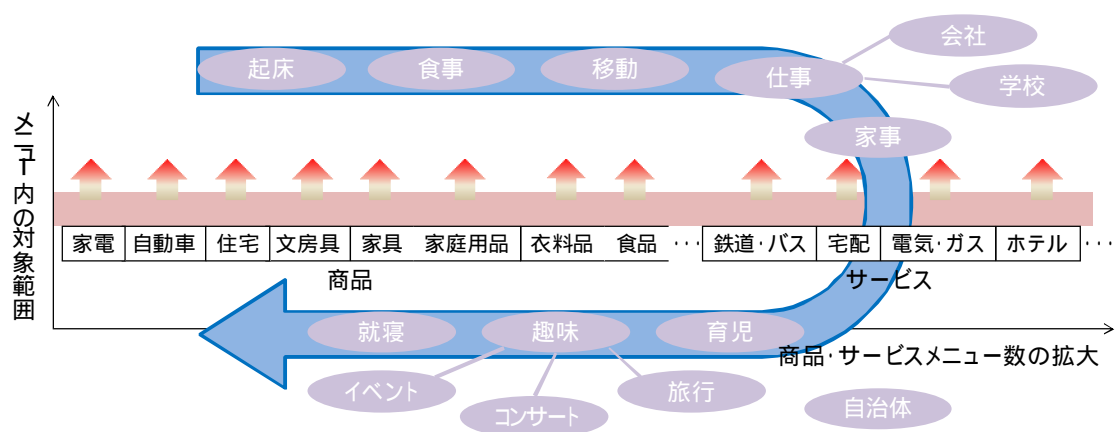 会社
起床
食事
移動
仕事
学校
家事
メニュー内の対象範囲
家電
自動車
住宅
文房具
家具
家庭用品
衣料品
食品
･･･
鉄道･バス
宅配
電気･ガス
ホテル
･･･
商品
サービス
就寝
趣味
育児
商品･サービスメニュー数の拡大
イベント
コンサート
旅行
自治体